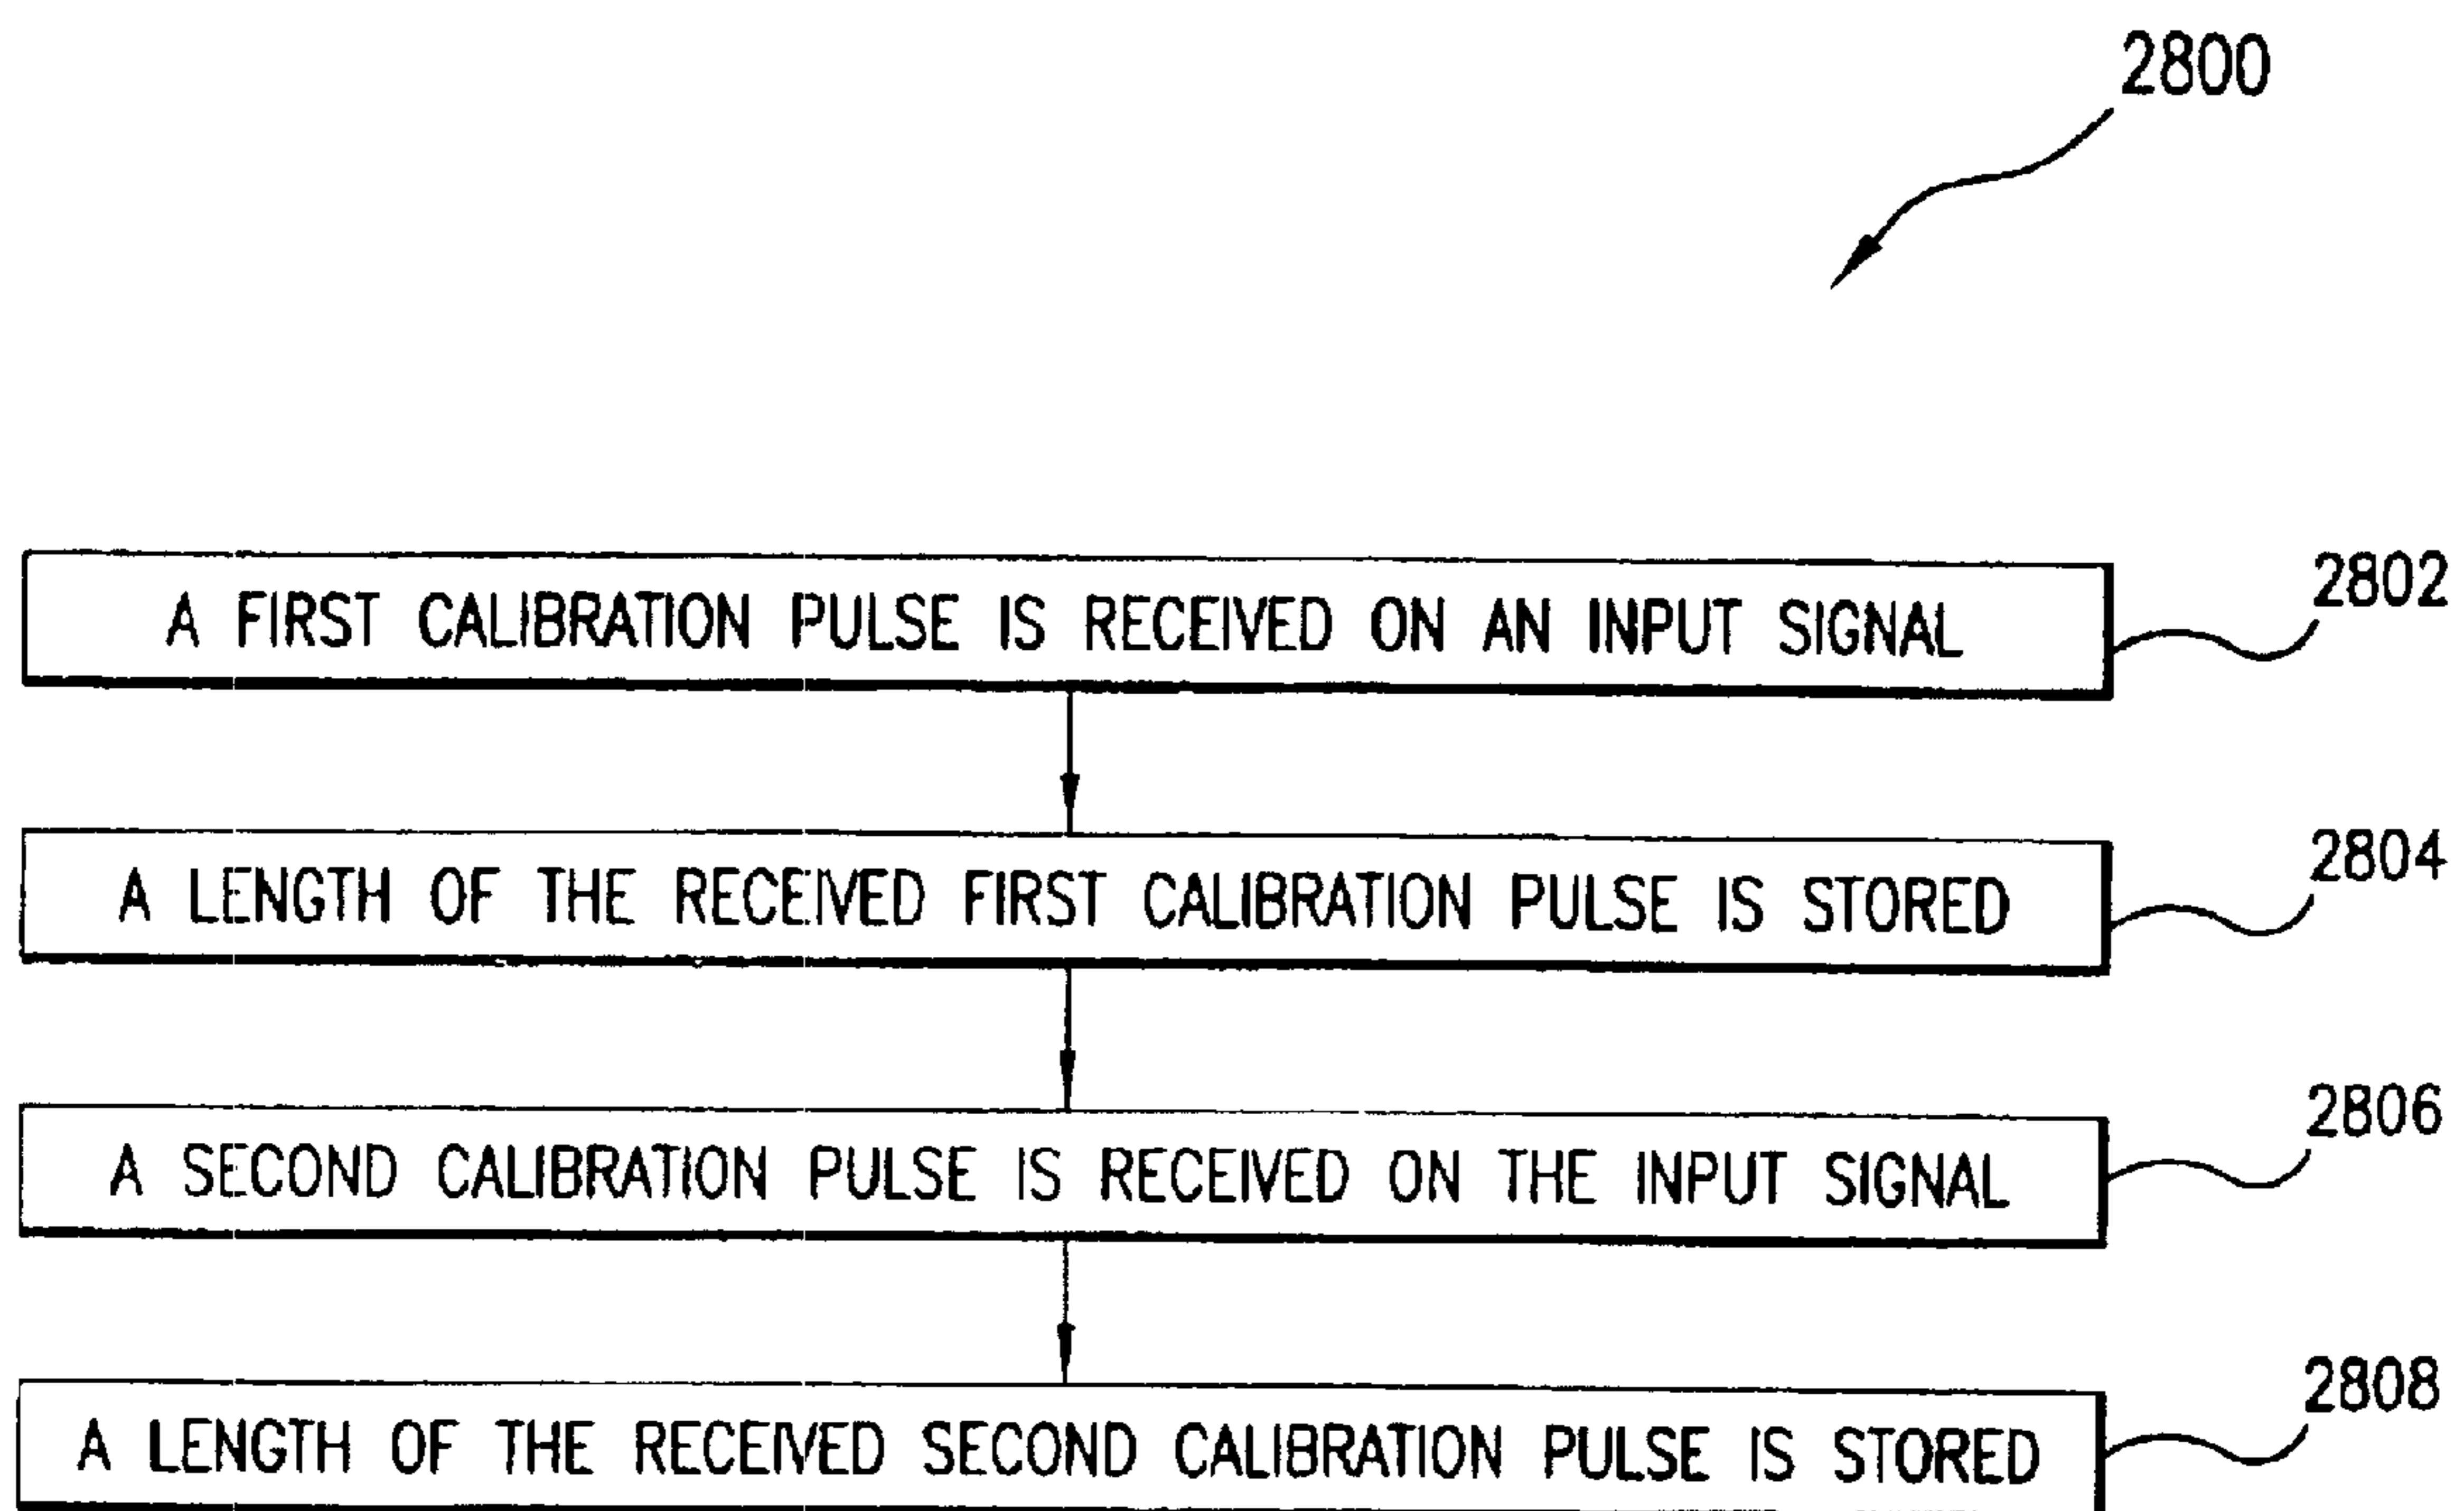 2800
A FIRST CALIBRATION PULSE IS RECEIVED ON AN INPUT SIGNAL
2802
A LENGTH OF THE RECEIVED FIRST CALIBRATION PULSE IS STORED
2804
A SECOND CALIBRATION PULSE IS RECEIVED ON THE INPUT SIGNAL
2806
A LENGTH OF THE RECEIVED SECOND CALIBRATION PULSE IS STORED
2808